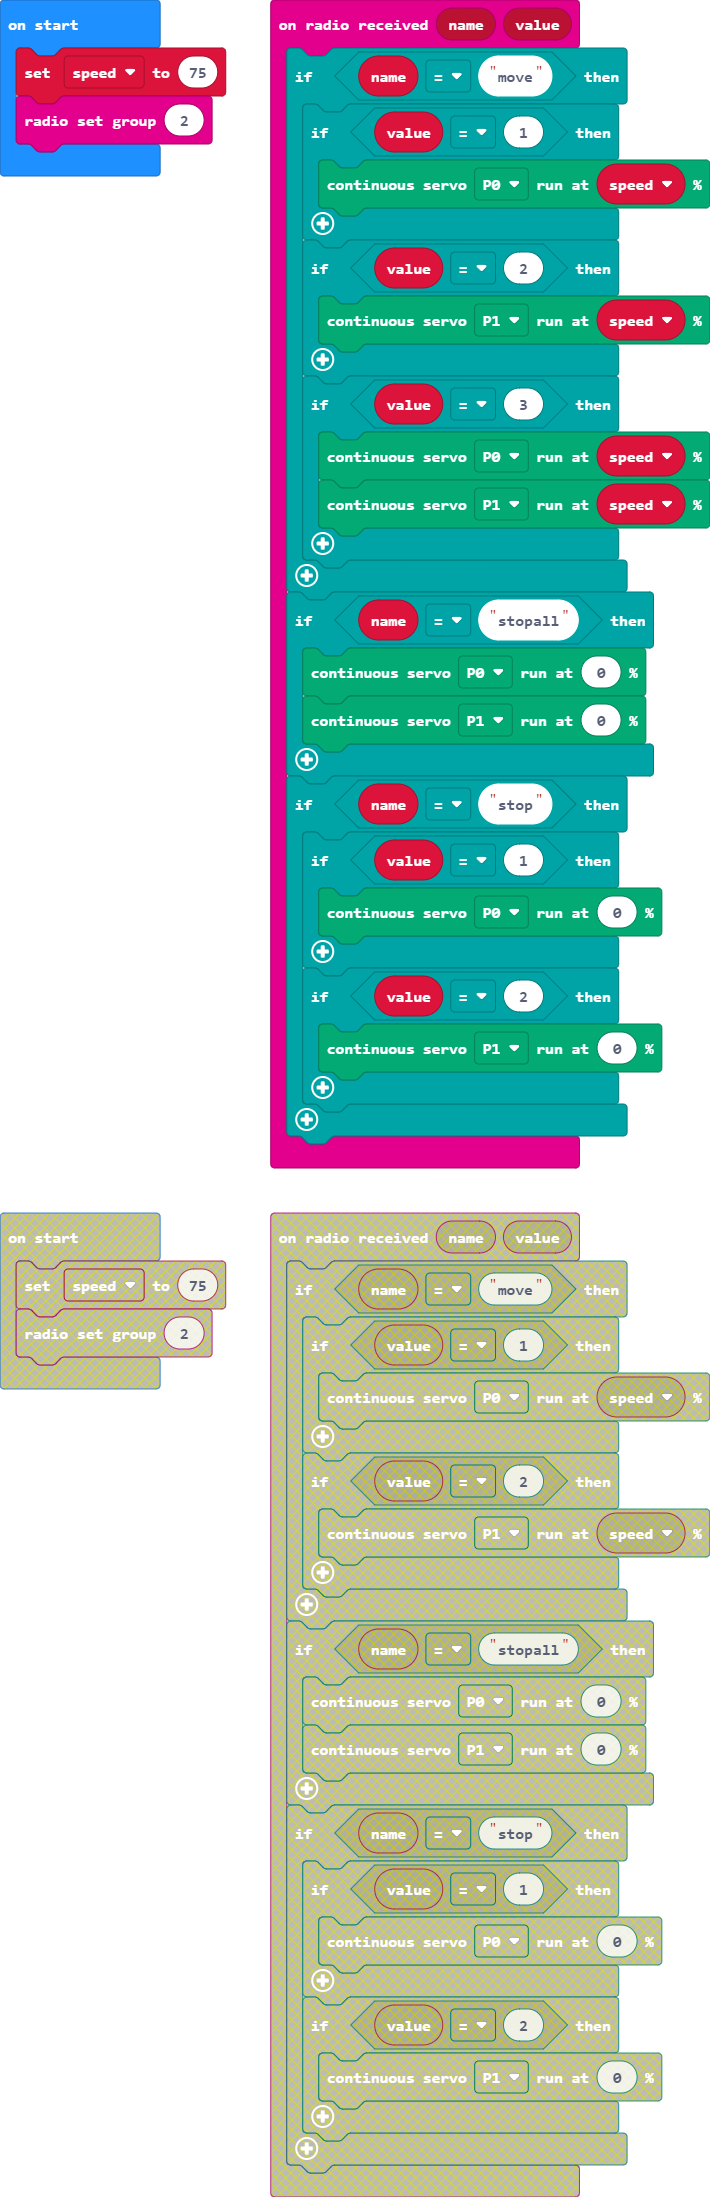 on start
set speed to 75
radio set group 2
on radio received name value
if name = "move" then
if value = 1 then
continuous servo P0 run at speed %
if value = 2 then
continuous servo P1 run at speed %
if value = 3 then
continuous servo P0 run at speed %
continuous servo P1 run at speed %
if name = "stopall" then
continuous servo P0 run at 0 %
continuous servo P1 run at 0 %
if name = "stop" then
if value = 1 then
continuous servo P0 run at 0 %
if value = 2 then
continuous servo P1 run at 0 %
on start
set speed to 75
radio set group 2
on radio received name value
if name = "move" then
if value = 1 then
continuous servo P0 run at speed %
if value = 2 then
continuous servo P1 run at speed %
if name = "stopall" then
continuous servo P0 run at 0 %
continuous servo P1 run at 0 %
if name = "stop" then
if value = 1 then
continuous servo P0 run at 0 %
if value = 2 then
continuous servo P1 run at 0 %